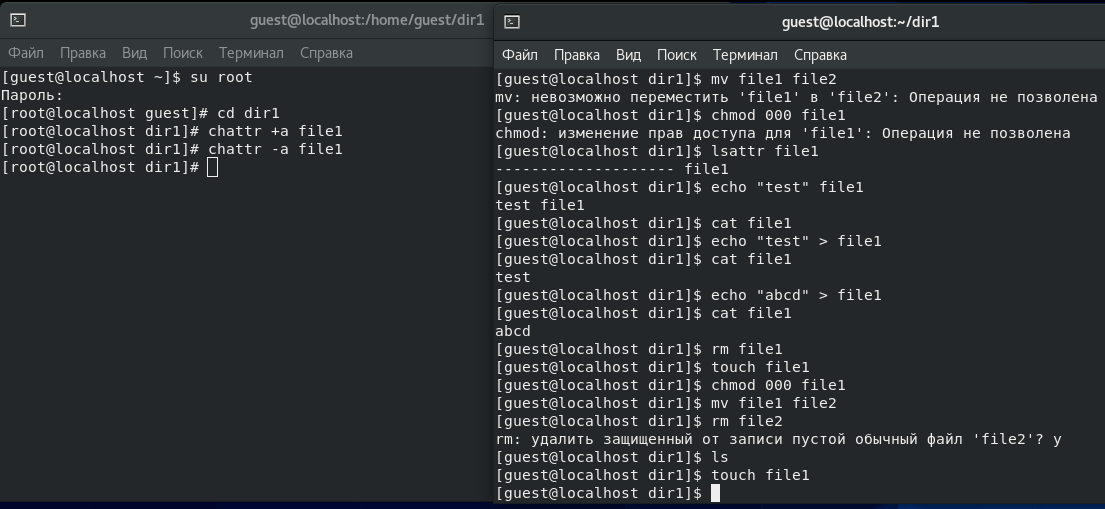 guest@localhost:/home/guest/dir1
Файл Правка Вид Поиск Терминал Справка
[guest@localhost ~]$ su root
Пароль:
[root@localhost guest]# cd dir1
[root@localhost dir1]# chattr +a file1
[root@localhost dir1]# chattr -a file1
[root@localhost dir1]#
guest@localhost:~/dir1
Файл Правка Вид Поиск Терминал Справка
[guest@localhost dir1]$ mv file1 file2
mv: невозможно переместить 'file1' в 'file2': Операция не позволена
[guest@localhost dir1]$ chmod 000 file1
chmod: изменение прав доступа для 'file1': Операция не позволена
[guest@localhost dir1]$ lsattr file1
-------------------- file1
[guest@localhost dir1]$ echo "test" file1
test file1
[guest@localhost dir1]$ cat file1
[guest@localhost dir1]$ echo "test" > file1
[guest@localhost dir1]$ cat file1
test
[guest@localhost dir1]$ echo "abcd" > file1
[guest@localhost dir1]$ cat file1
abcd
[guest@localhost dir1]$ rm file1
[guest@localhost dir1]$ touch file1
[guest@localhost dir1]$ chmod 000 file1
[guest@localhost dir1]$ mv file1 file2
[guest@localhost dir1]$ rm file2
rm: удалить защищенный от записи пустой обычный файл 'file2'? y
[guest@localhost dir1]$ ls
[guest@localhost dir1]$ touch file1
[guest@localhost dir1]$